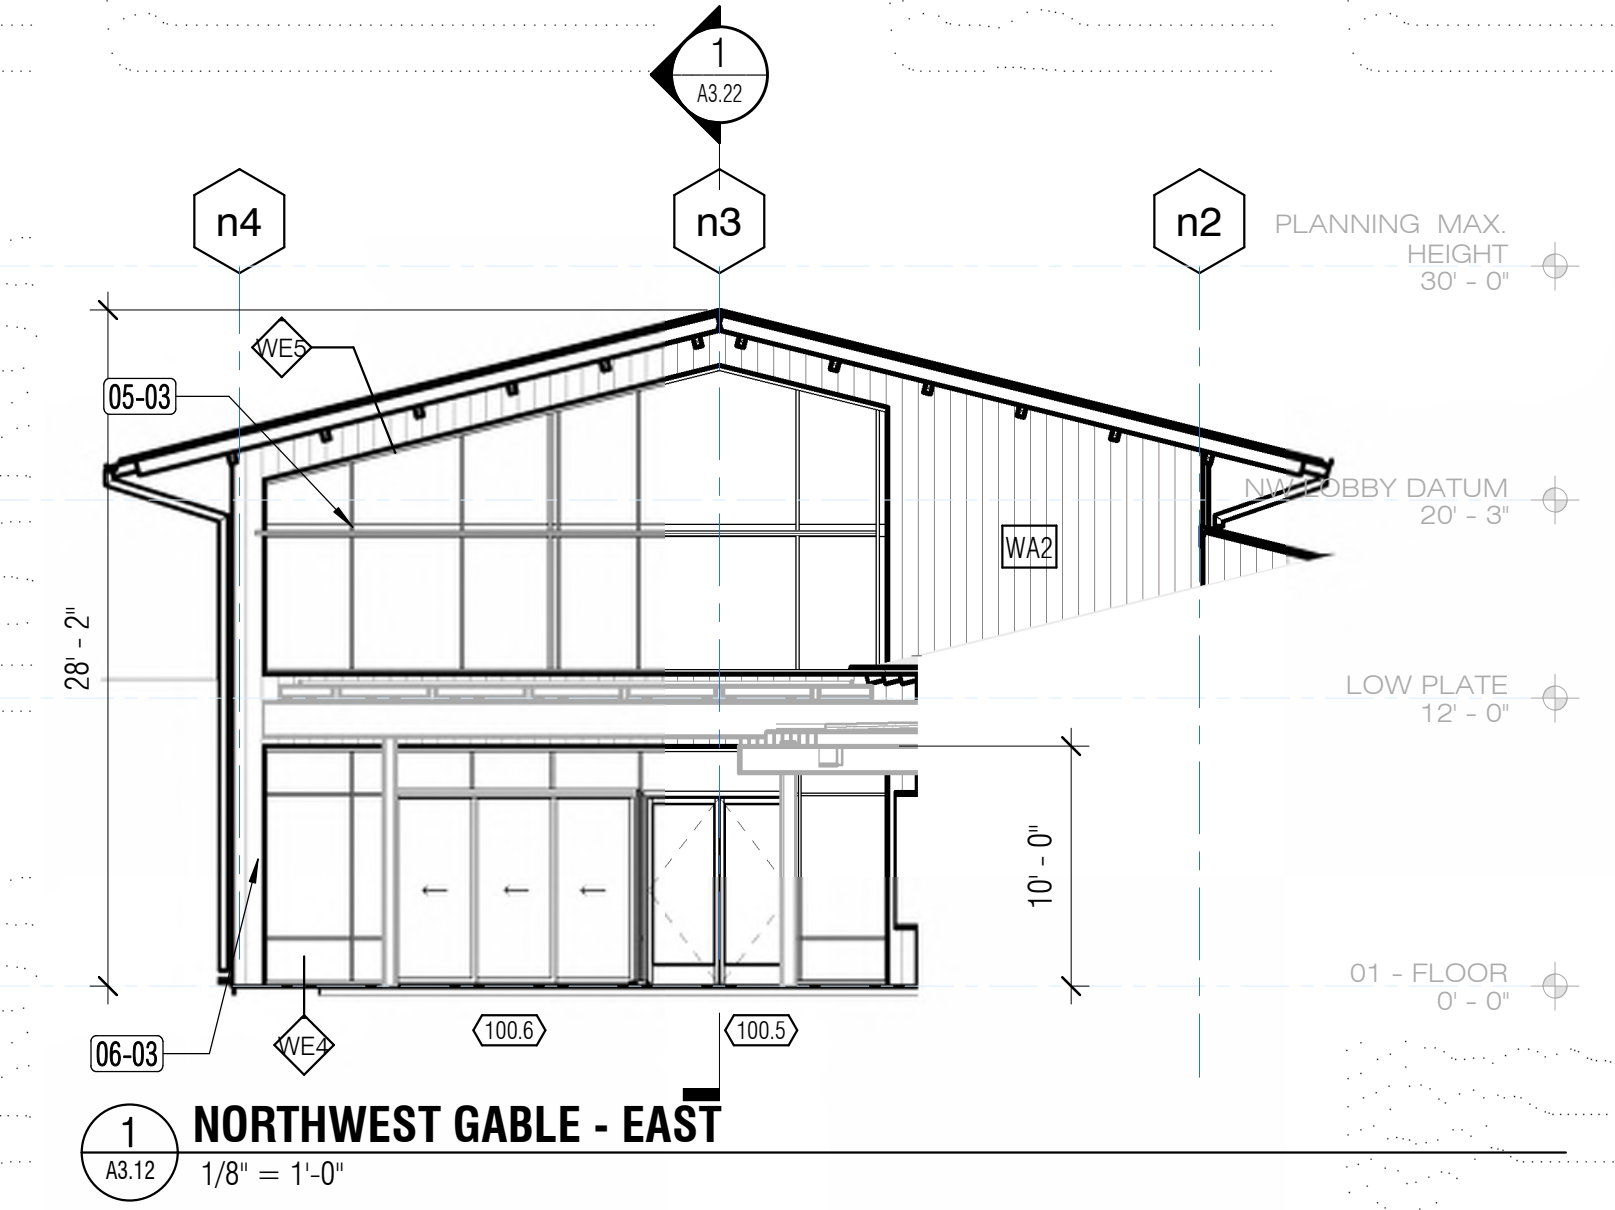 1
A3.22
n4
n3
n2
PLANNING MAX.
HEIGHT
30' - 0"
WE5
05-03
NW LOBBY DATUM
20' - 3"
WA2
28' - 2"
LOW PLATE
12' - 0"
10' - 0"
01 - FLOOR
0' - 0"
100.6
100.5
06-03
WE4
1
A3.12
NORTHWEST GABLE - EAST
1/8" = 1'-0"